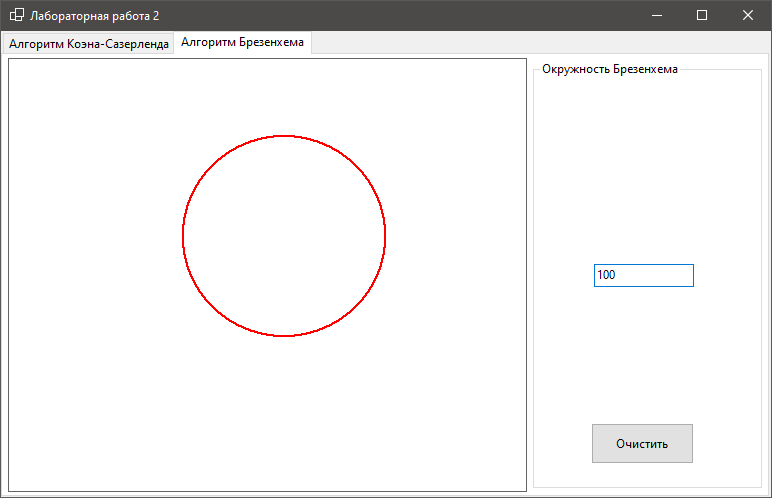 Лабораторная работа 2
Алгоритм Коэна-Сазерленда
Алгоритм Брезенхема
Окружность Брезенхема
100
Очистить